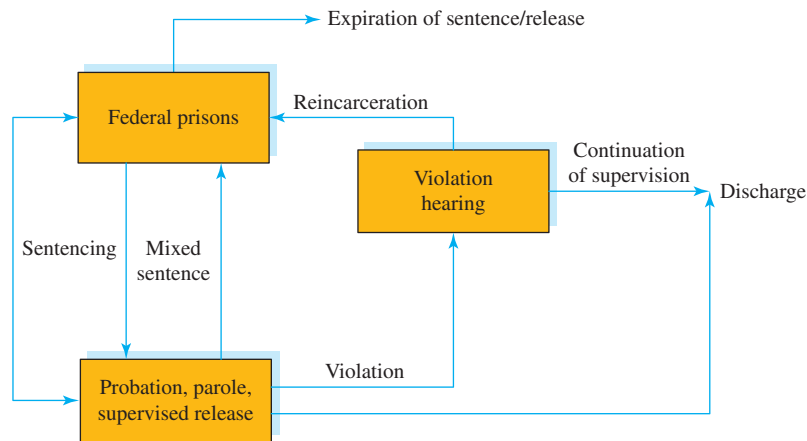 Expiration of sentence/release
Federal prisons
Reincarceration
Violation
hearing
Continuation
of supervision
Discharge
Sentencing
Mixed
sentence
Violation
Probation, parole,
supervised release